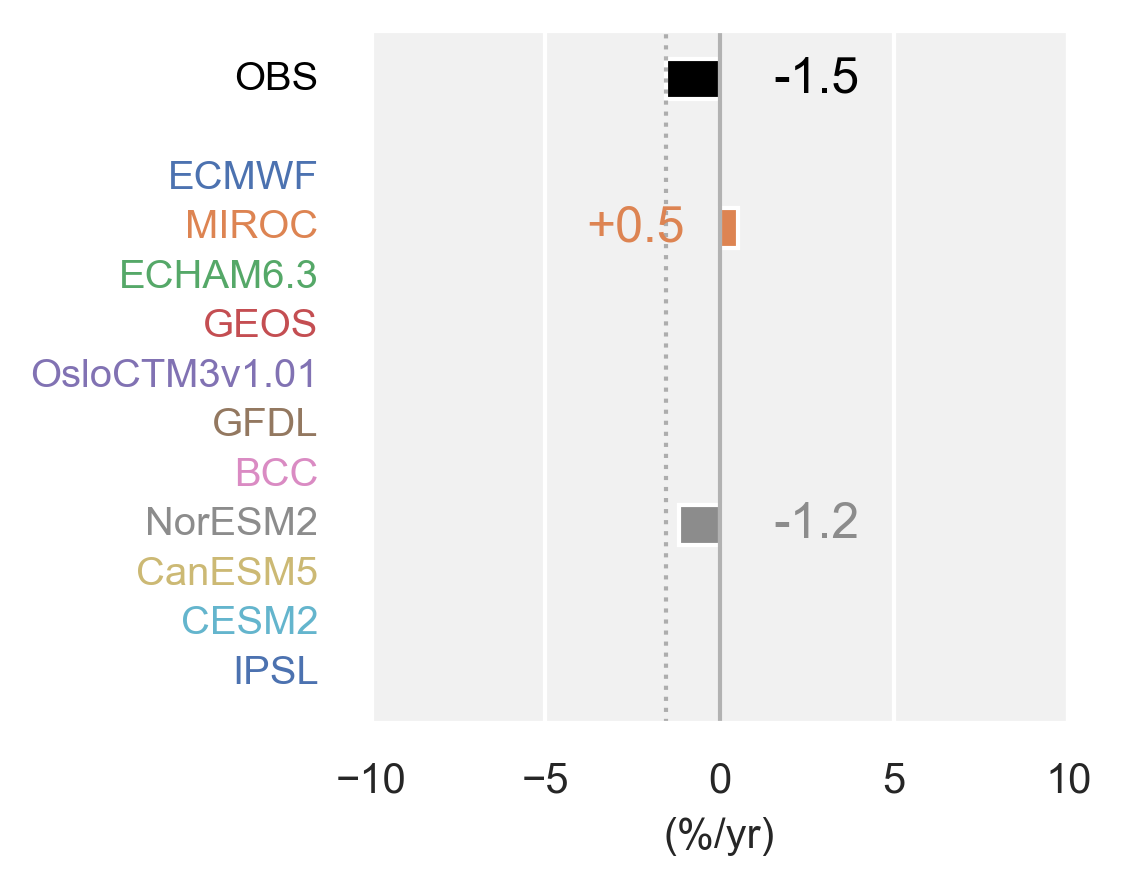 OBS -1.5
ECMWF
MIROC +0.5
ECHAM6.3
GEOS
OsloCTM3v1.01
GFDL
BCC
NorESM2 -1.2
CanESM5
CESM2
IPSL
−10 −5 0 5 10
(%/yr)